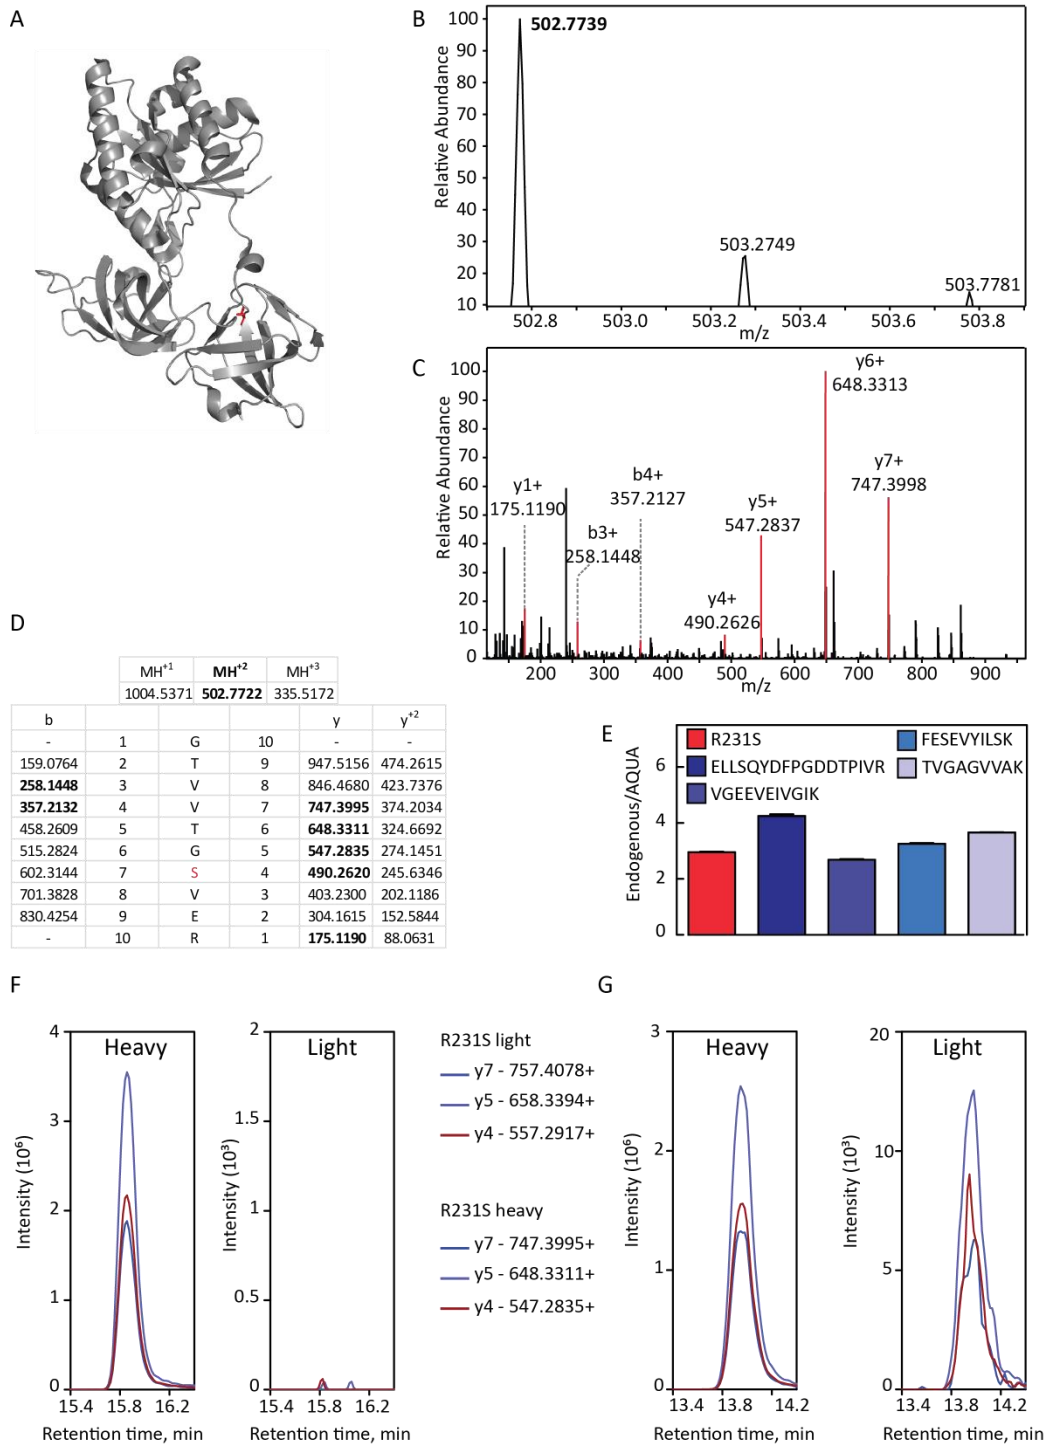 A
B
502.7739
100
90
80
70
60
50
40
30
20
10
Relative Abundance
503.2749
503.7781
502.8
503.0
503.2
503.4
503.6
503.8
m/z
C
100
90
80
70
60
50
40
30
20
10
0
Relative Abundance
y6+
648.3313
y7+
747.3998
b4+
357.2127
y1+
175.1190
y5+
547.2837
b3+
258.1448
y4+
490.2626
200
300
400
500
600
700
800
900
m/z
D
MH+1 MH+2 MH+3
1004.5371 502.7722 335.5172
b y y+2
- 1 G 10 - -
159.0764 2 T 9 947.5156 474.2615
258.1448 3 V 8 846.4680 423.7376
357.2132 4 V 7 747.3995 374.2034
458.2609 5 T 6 648.3311 324.6692
515.2824 6 G 5 547.2835 274.1451
602.3144 7 S 4 490.2620 245.6346
701.3828 8 V 3 403.2300 202.1186
830.4254 9 E 2 304.1615 152.5844
- 10 R 1 175.1190 88.0631
E
R231S
ELLSQYDFPGDDTPIVR
VGEEVEIVGIK
FESEVYILSK
TVGAGVVAK
6
4
2
0
Endogenous/AQUA
F
Heavy
4
3
2
1
0
Intensity (10⁶)
15.4 15.8 16.2
Retention time, min
Light
2
1.5
1
0.5
0
Intensity (10³)
15.4 15.8 16.2
Retention time, min
R231S light
y7 - 757.4078+
y5 - 658.3394+
y4 - 557.2917+
R231S heavy
y7 - 747.3995+
y5 - 648.3311+
y4 - 547.2835+
G
Heavy
3
2
1
0
Intensity (10⁶)
13.4 13.8 14.2
Retention time, min
Light
20
10
5
0
Intensity (10³)
13.4 13.8 14.2
Retention time, min